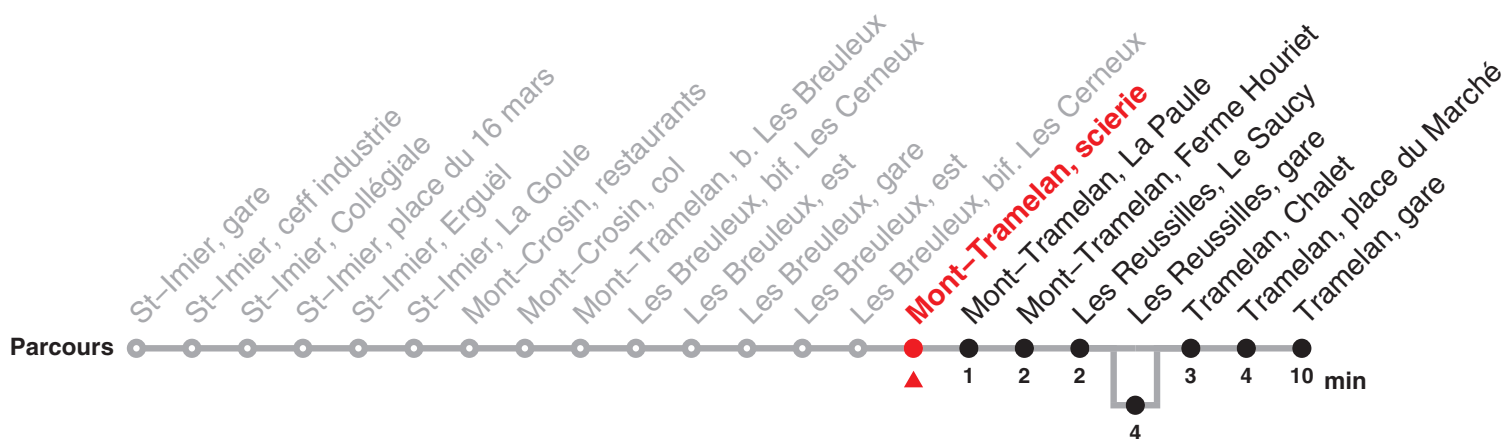 St–Imier, gare
St–Imier, ceff industrie
St–Imier, Collégiale
St–Imier, place du 16 mars
St–Imier, Erguël
St–Imier, La Goule
Mont–Crosin, restaurants
Mont–Crosin, col
Mont–Tramelan, b. Les Breuleux
Les Breuleux, bif. Les Cerneux
Les Breuleux, est
Les Breuleux, gare
Les Breuleux, est
Les Breuleux, bif. Les Cerneux
Mont–Tramelan, scierie
Mont–Tramelan, La Paule
Mont–Tramelan, Ferme Houriet
Les Reussilles, Le Saucy
Les Reussilles, gare
Tramelan, Chalet
Tramelan, place du Marché
Tramelan, gare
Parcours
1 2 2 3 4 10 min
4